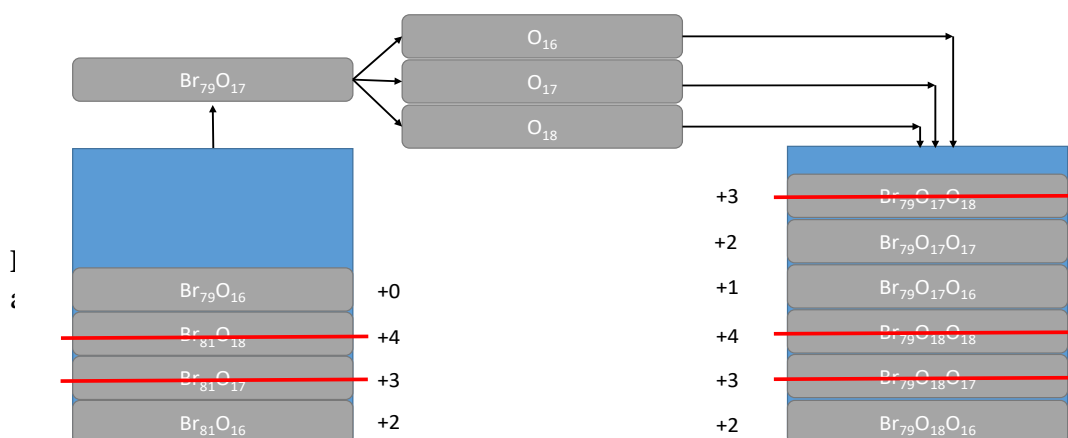 O16
Br79O17
O17
O18
+3 Br79O17O18
+2 Br79O17O17
Br79O16 +0
+1 Br79O17O16
Br81O18 +4
+4 Br79O18O18
Br81O17 +3
+3 Br79O18O17
Br81O16 +2
+2 Br79O18O16